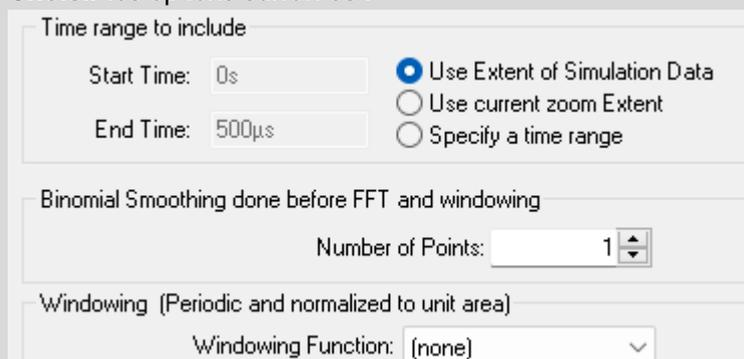 Time range to include
Start Time: 0s
Use Extent of Simulation Data
Use current zoom Extent
End Time: 500µs
Specify a time range
Binomial Smoothing done before FFT and windowing
Number of Points: 1
Windowing (Periodic and normalized to unit area)
Windowing Function: (none)